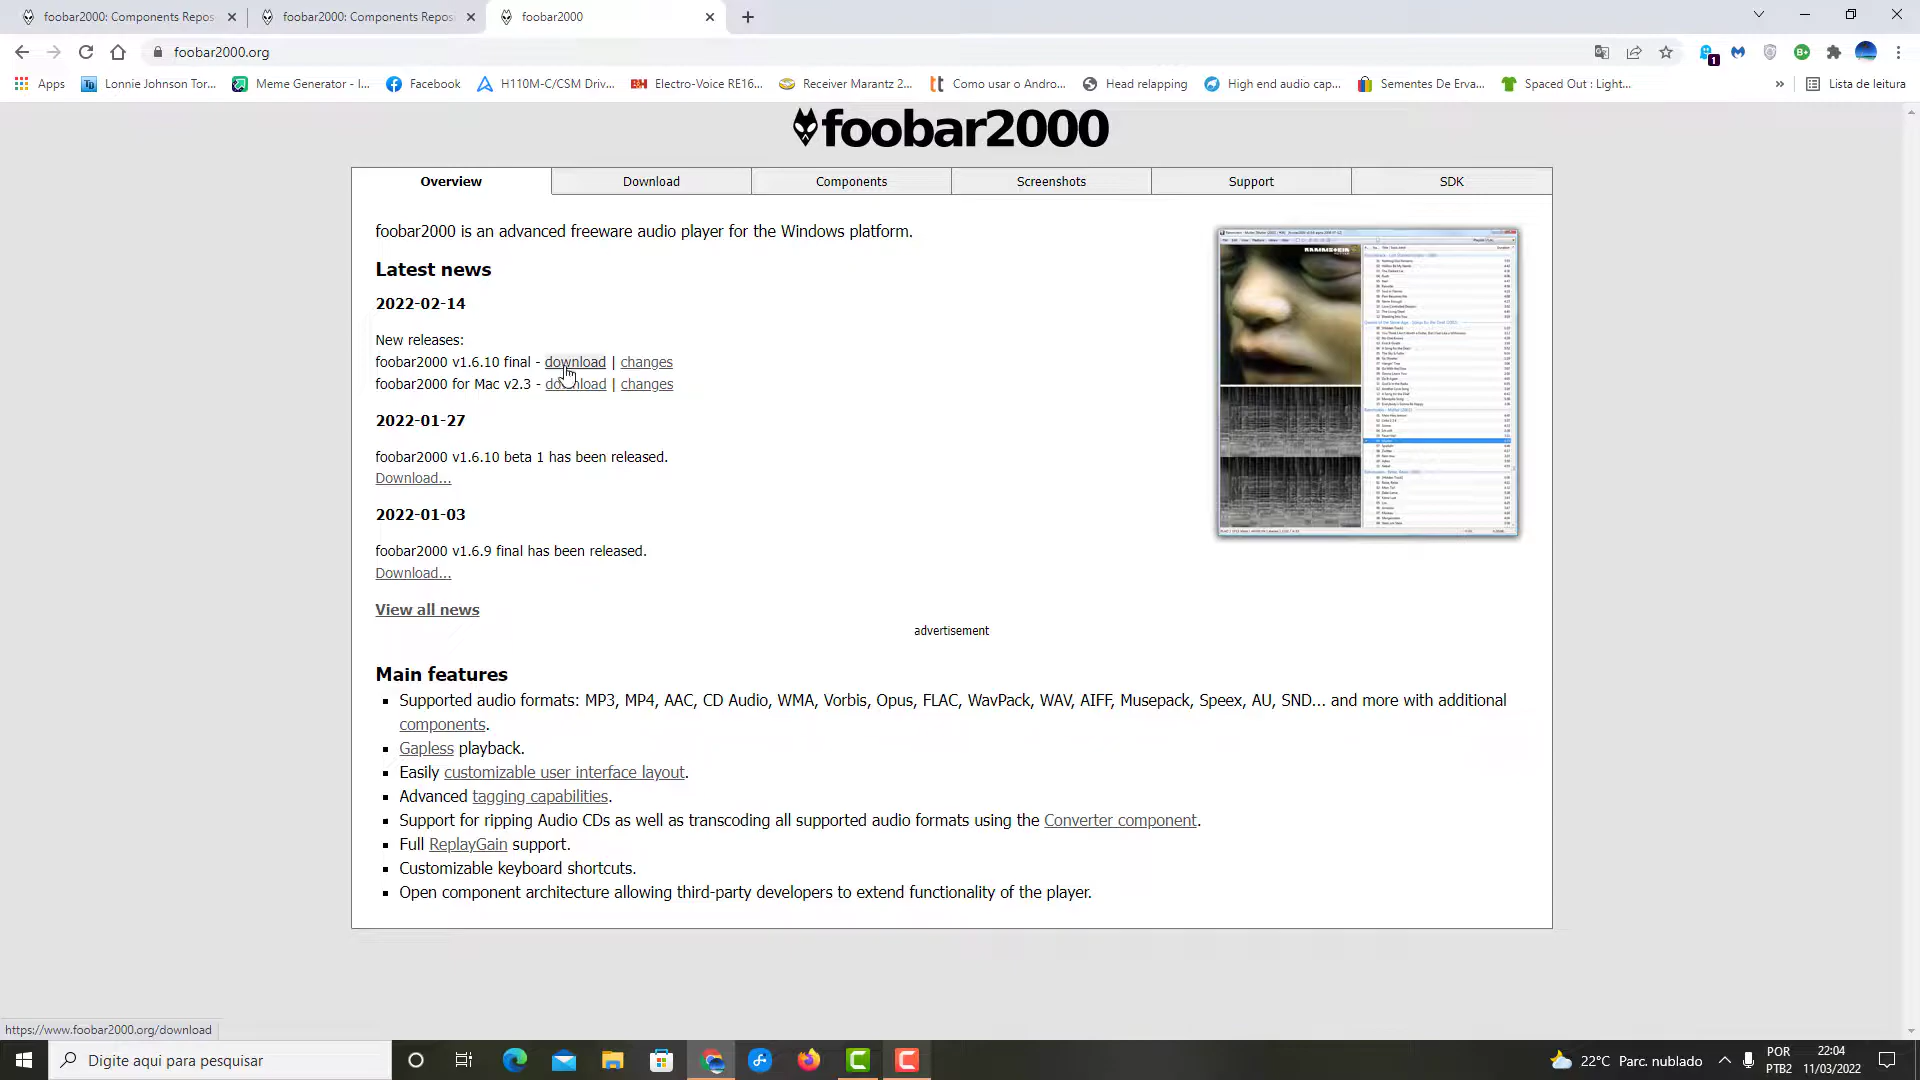 foobar2000: Components Repos
foobar2000: Components Repos
foobar2000
foobar2000.org
1
Apps
Lonnie Johnson Tor...
Meme Generator - I...
Facebook
H110M-C/CSM Driv...
Electro-Voice RE16...
Receiver Marantz 2...
Como usar o Andro...
Head relapping
High end audio cap...
Sementes De Erva...
Spaced Out : Light...
»
Lista de leitura
foobar2000
Overview
Download
Components
Screenshots
Support
SDK
foobar2000 is an advanced freeware audio player for the Windows platform.
Latest news
2022-02-14
New releases:
foobar2000 v1.6.10 final - download | changes
foobar2000 for Mac v2.3 - download | changes
2022-01-27
foobar2000 v1.6.10 beta 1 has been released.
Download...
2022-01-03
foobar2000 v1.6.9 final has been released.
Download...
View all news
advertisement
Main features
Supported audio formats: MP3, MP4, AAC, CD Audio, WMA, Vorbis, Opus, FLAC, WavPack, WAV, AIFF, Musepack, Speex, AU, SND... and more with additional
components.
Gapless playback.
Easily customizable user interface layout.
Advanced tagging capabilities.
Support for ripping Audio CDs as well as transcoding all supported audio formats using the Converter component.
Full ReplayGain support.
Customizable keyboard shortcuts.
Open component architecture allowing third-party developers to extend functionality of the player.
https://www.foobar2000.org/download
Digite aqui para pesquisar
22°C Parc. nublado
POR
PTB2
22:04
11/03/2022